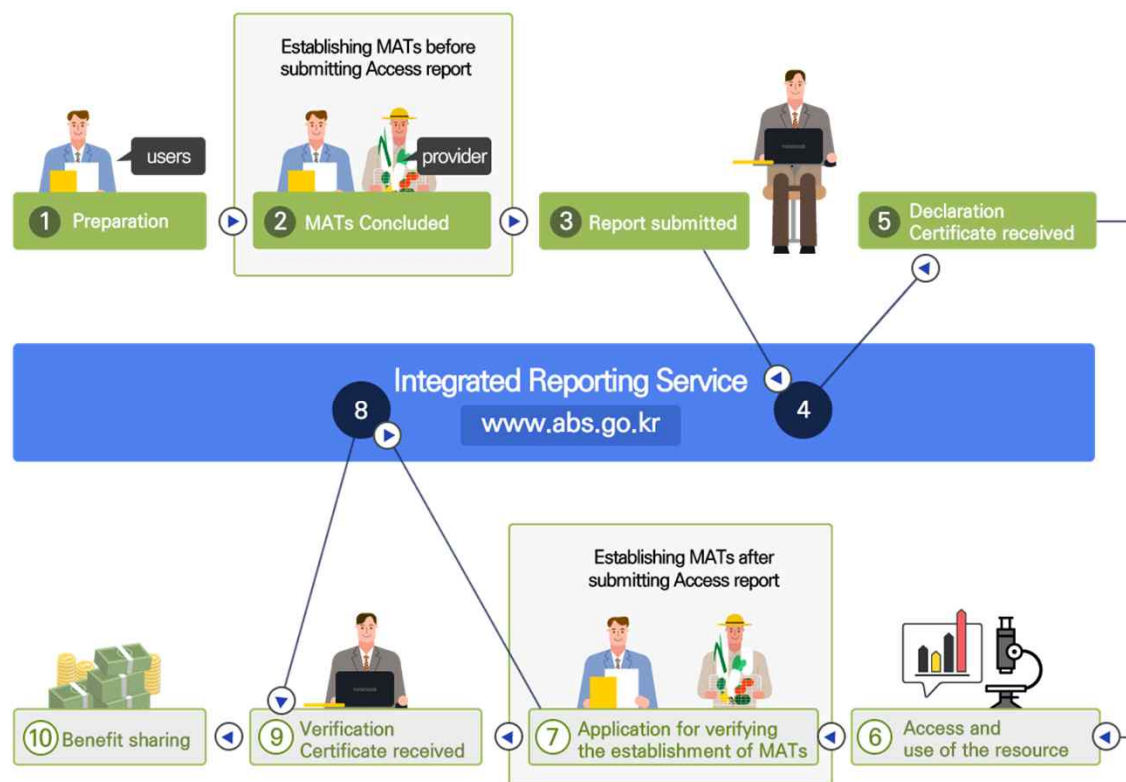 Establishing MATs before
submitting Access report
users
provider
1 Preparation
2 MATs Concluded
3 Report submitted
5 Declaration
Certificate received
Integrated Reporting Service
www.abs.go.kr
4
8
Establishing MATs after
submitting Access report
10 Benefit sharing
9 Verification
Certificate received
7 Application for verifying
the establishment of MATs
6 Access and
use of the resource